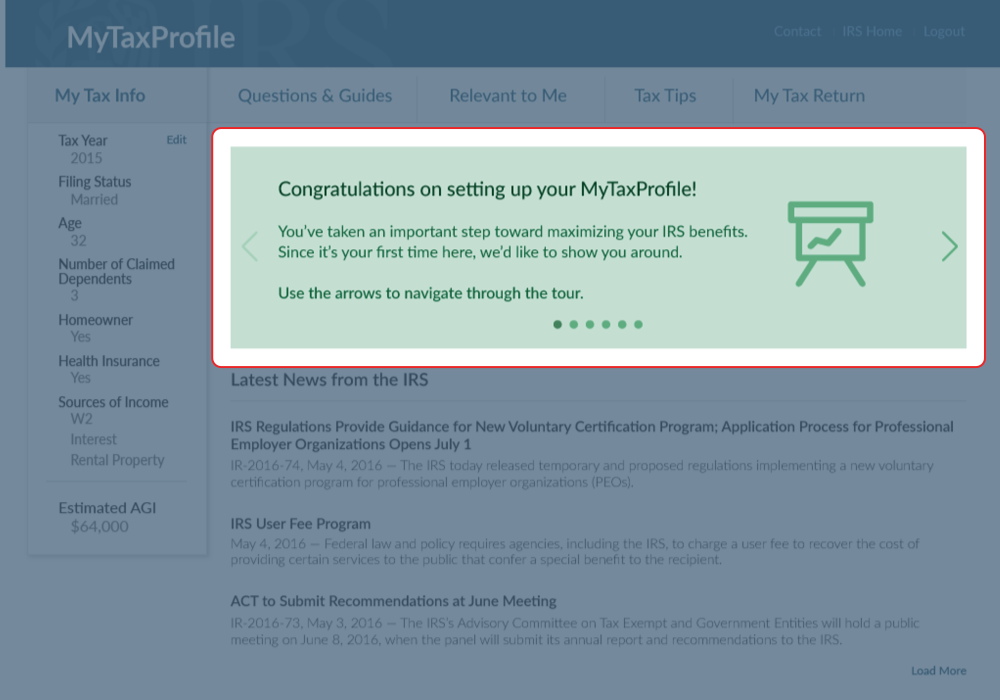 MyTaxProfile
Contact IRS Home Logout
My Tax Info
Questions & Guides
Relevant to Me
Tax Tips
My Tax Return
Tax Year Edit
2015
Filing Status
Married
Age
32
Number of Claimed
Dependents
3
Homeowner
Yes
Health Insurance
Yes
Sources of Income
W2
Interest
Rental Property
Estimated AGI
$64,000
Congratulations on setting up your MyTaxProfile!
You've taken an important step toward maximizing your IRS benefits.
Since it's your first time here, we'd like to show you around.
Use the arrows to navigate through the tour.
Latest News from the IRS
IRS Regulations Provide Guidance for New Voluntary Certification Program; Application Process for Professional
Employer Organizations Opens July 1
IR-2016-74, May 4, 2016 — The IRS today released temporary and proposed regulations implementing a new voluntary
certification program for professional employer organizations (PEOs).
IRS User Fee Program
May 4, 2016 — Federal law and policy requires agencies, including the IRS, to charge a user fee to recover the cost of
providing certain services to the public that confer a special benefit to the recipient.
ACT to Submit Recommendations at June Meeting
IR-2016-73, May 3, 2016 — The IRS's Advisory Committee on Tax Exempt and Government Entities will hold a public
meeting on June 8, 2016, when the panel will submit its annual report and recommendations to the IRS.
Load More